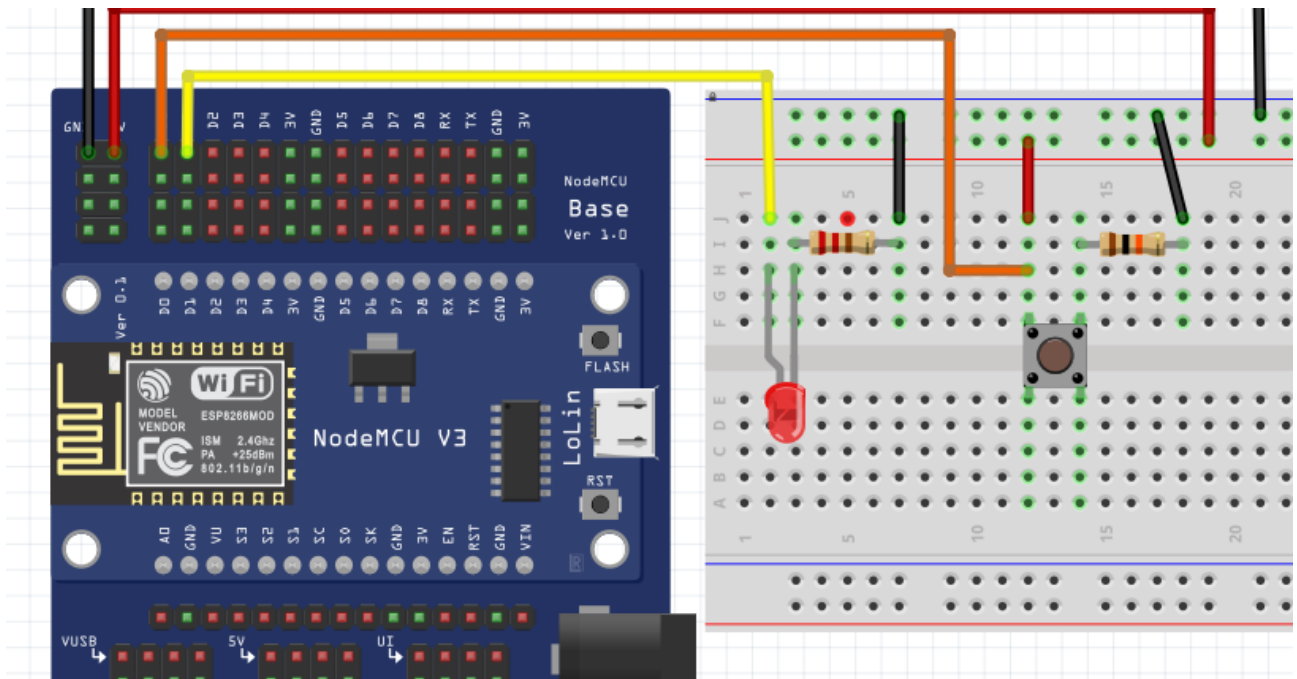 GN V D2 D3 D4 3V GND D5 D6 D7 D8 RX TX GND 3V
NodeMCU
Base
Ver 1.0
Ver 0.1
D0 D1 D2 D3 D4 3V GND D5 D6 D7 D8 RX TX GND 3V
FLASH
WiFi
MODEL
VENDOR
ESP8266MOD
FC
ISM 2.4Ghz
PA +25dBm
802.11b/g/n
NodeMCU V3
LoLin
RST
A0 GND VU S3 S2 S1 SC S0 SK GND 3V EN RST GND VIN
R
VUSB 5V UI
1 5 10 15 20
J
I
H
G
F
E
D
C
B
A
1 5 10 15 20